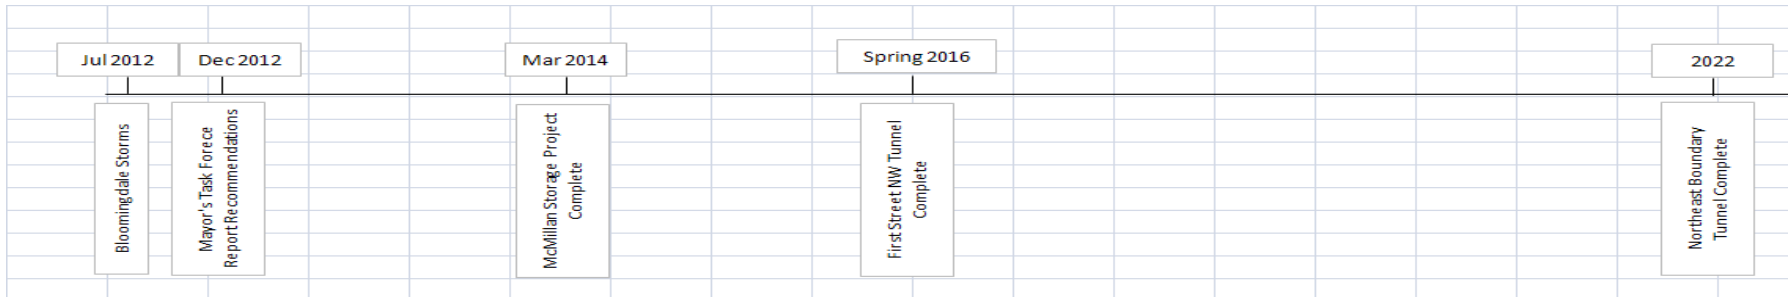 Jul 2012
Dec 2012
Mar 2014
Spring 2016
2022
Bloomingdale Storms
Mayor's Task Forece
Report Recommendations
McMillan Storage Project
Complete
First Street NW Tunnel
Complete
Northeast Boundary
Tunnel Complete